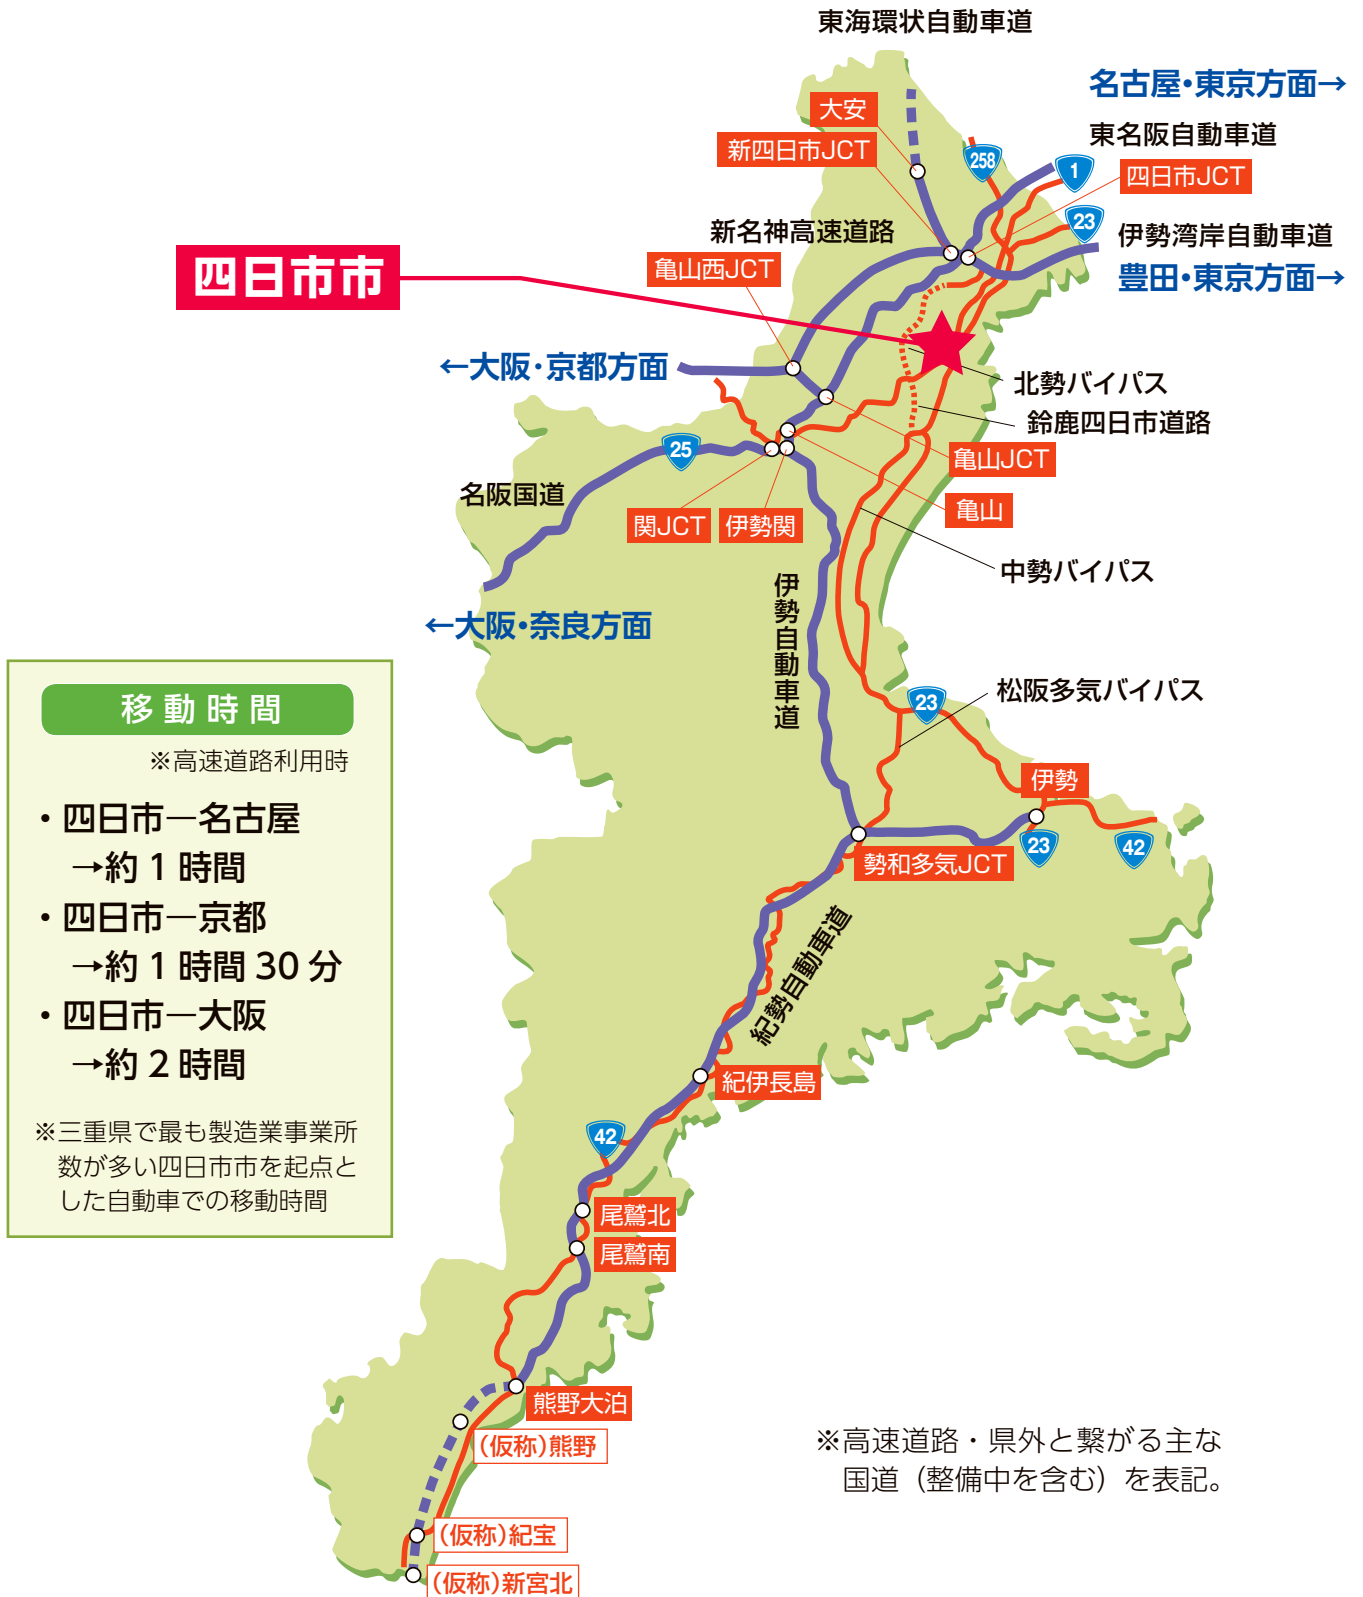 東海環状自動車道
名古屋・東京方面→
大安
東名阪自動車道
新四日市JCT
258
1
四日市JCT
23
新名神高速道路
伊勢湾岸自動車道
亀山西JCT
四日市市
豊田・東京方面→
←大阪・京都方面
北勢バイパス
鈴鹿四日市道路
25
亀山JCT
名阪国道
亀山
関JCT
伊勢関
中勢バイパス
伊勢自動車道
←大阪・奈良方面
松阪多気バイパス
23
伊勢
23
42
勢和多気JCT
紀勢自動車道
紀伊長島
42
尾鷲北
尾鷲南
熊野大泊
(仮称)熊野
(仮称)紀宝
(仮称)新宮北
移動時間
※高速道路利用時
・四日市―名古屋
→約 1 時間
・四日市―京都
→約 1 時間 30 分
・四日市―大阪
→約 2 時間
※三重県で最も製造業事業所
数が多い四日市市を起点と
した自動車での移動時間
※高速道路・県外と繋がる主な
国道（整備中を含む）を表記。